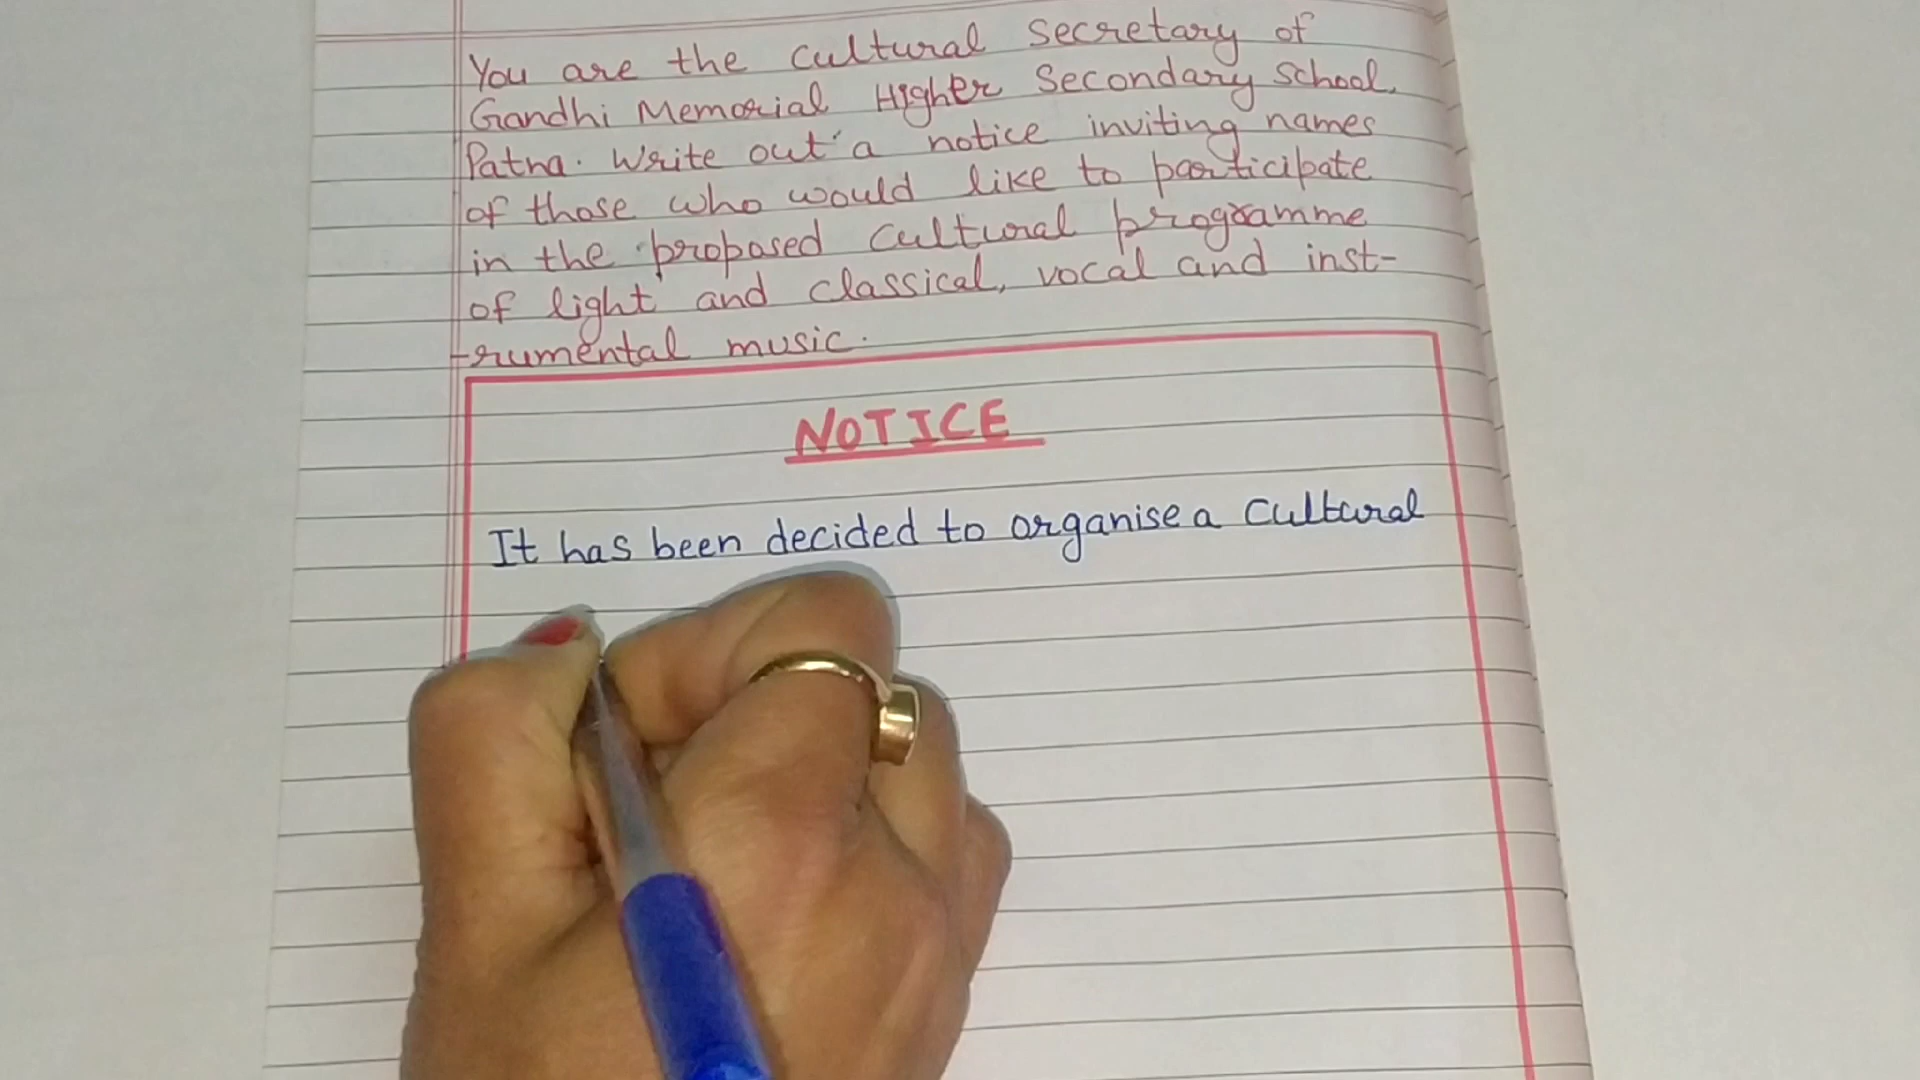 You are the cultural secretary of
Gandhi Memorial Higher Secondary School,
Patna. Write out a notice inviting names
of those who would like to participate
in the proposed cultural programme
of light and classical, vocal and inst-
-rumental music.
NOTICE
It has been decided to organise a Cultural